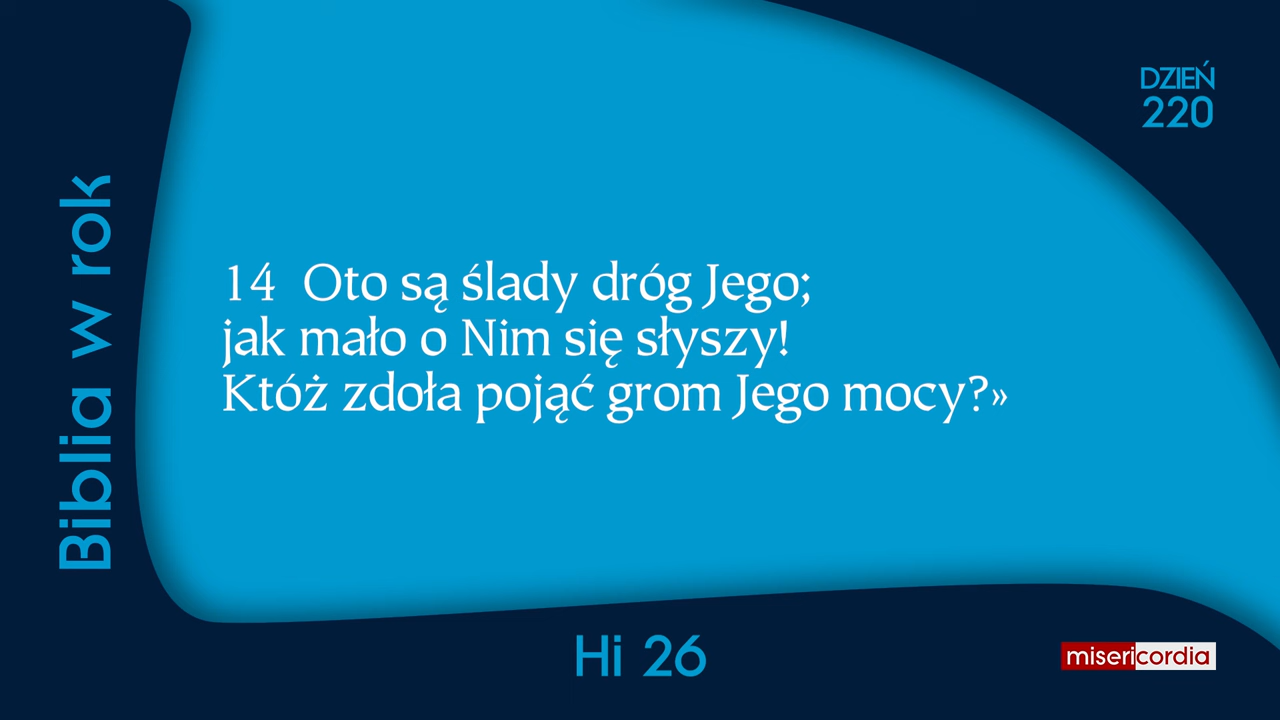 DZIEŃ
220
Biblia w rok
14 Oto są ślady dróg Jego;
jak mało o Nim się słyszy!
Któż zdoła pojąć grom Jego mocy?»
Hi 26
misericordia